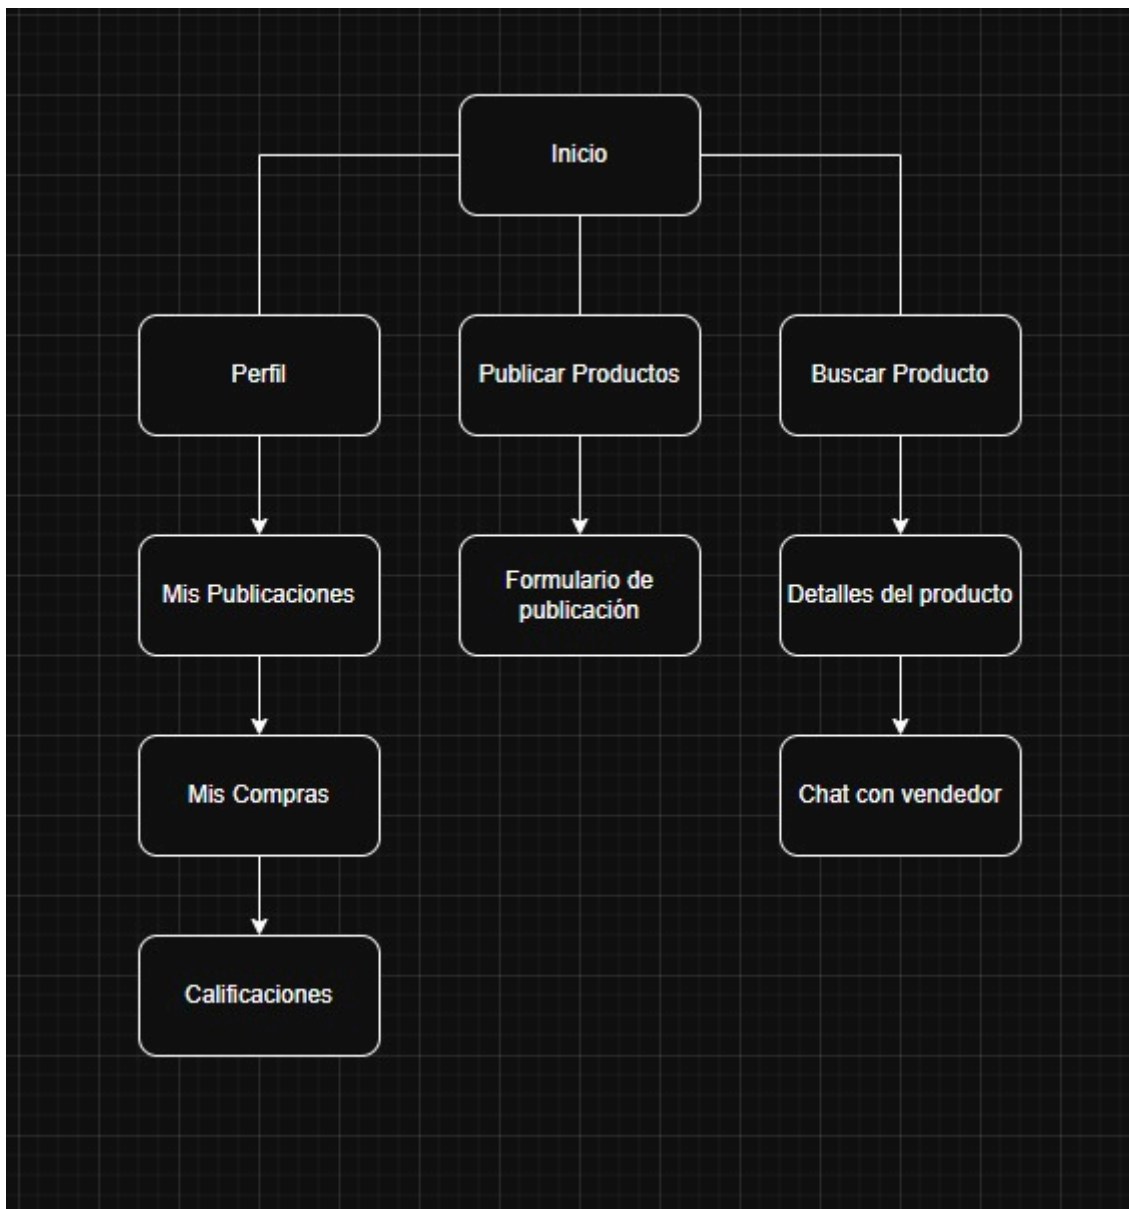 Inicio
Perfil
Publicar Productos
Buscar Producto
Mis Publicaciones
Formulario de
publicación
Detalles del producto
Mis Compras
Chat con vendedor
Calificaciones